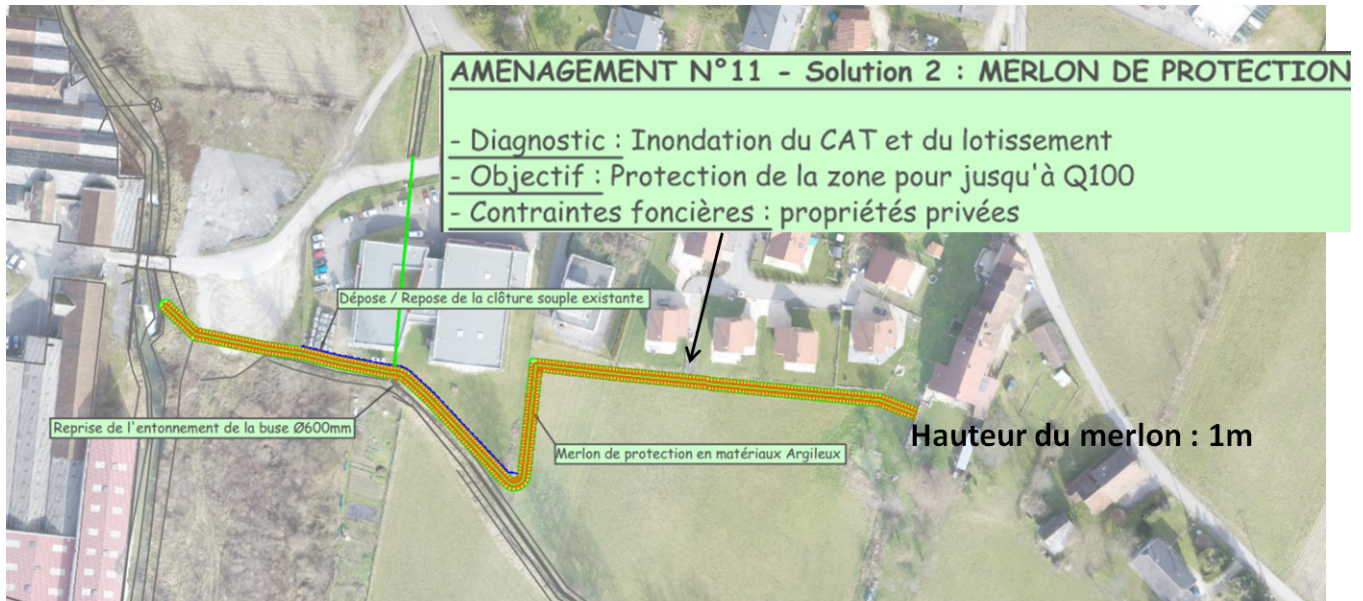 AMENAGEMENT N°11 - Solution 2 : MERLON DE PROTECTION
- Diagnostic : Inondation du CAT et du lotissement
- Objectif : Protection de la zone pour jusqu'à Q100
- Contraintes foncières : propriétés privées
Dépose / Repose de la clôture souple existante
Reprise de l'entonnement de la buse Ø600mm
Hauteur du merlon : 1m
Merlon de protection en matériaux Argileux